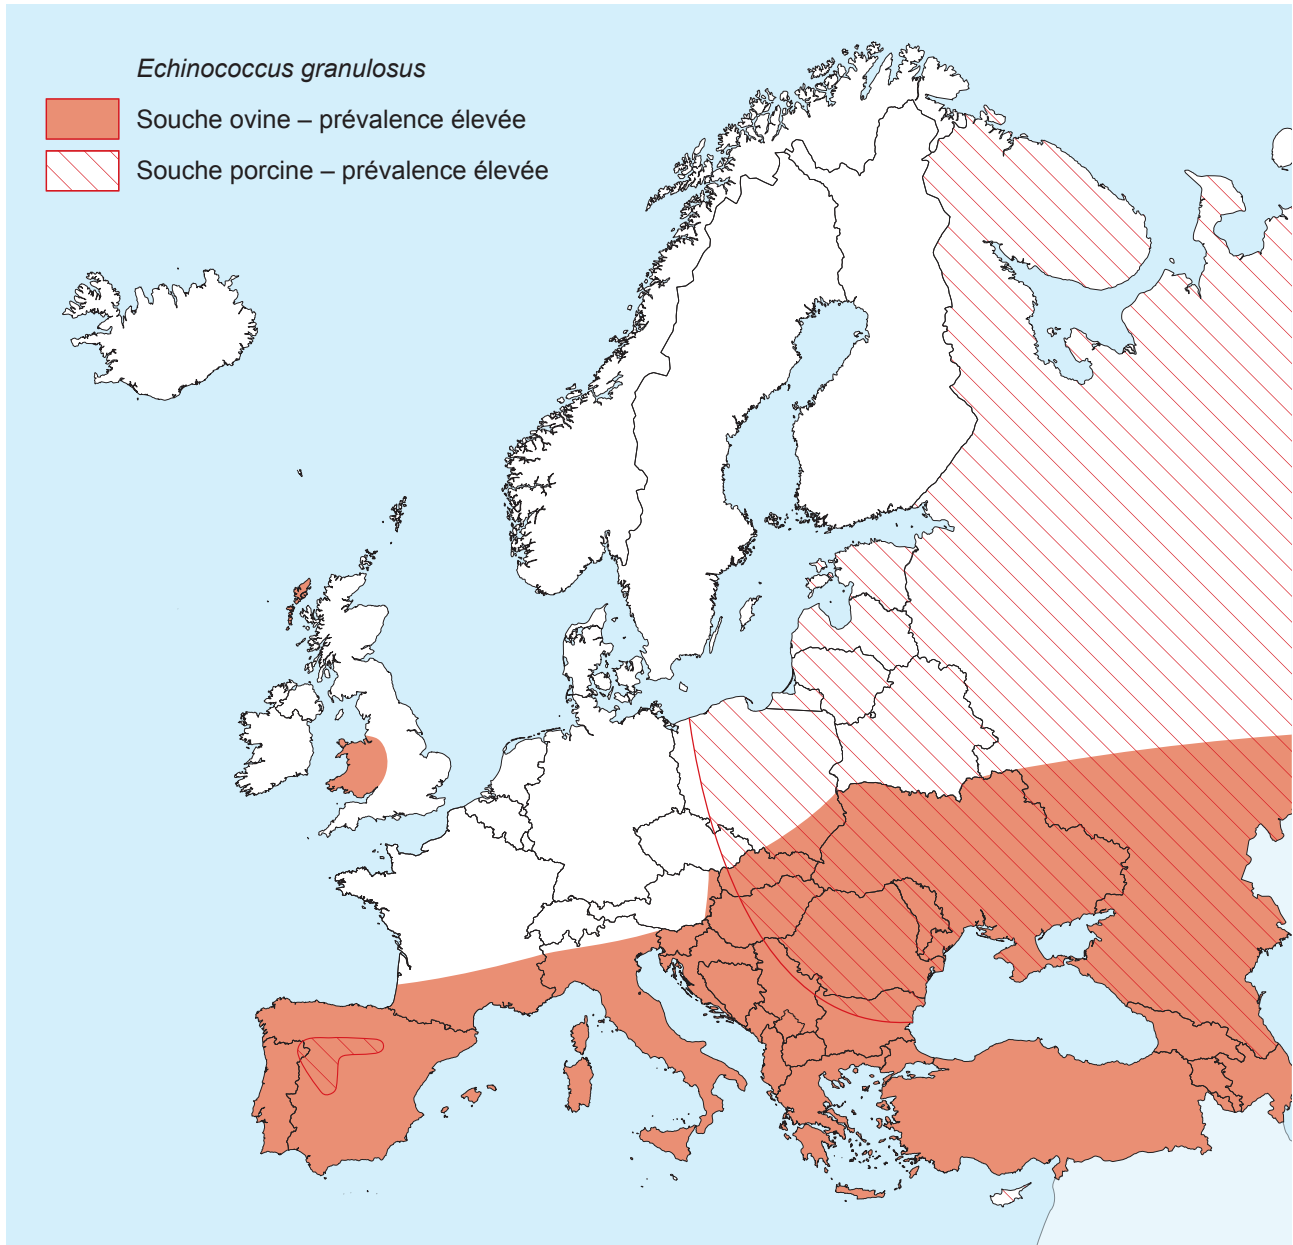 Echinococcus granulosus
Souche ovine – prévalence élevée
Souche porcine – prévalence élevée